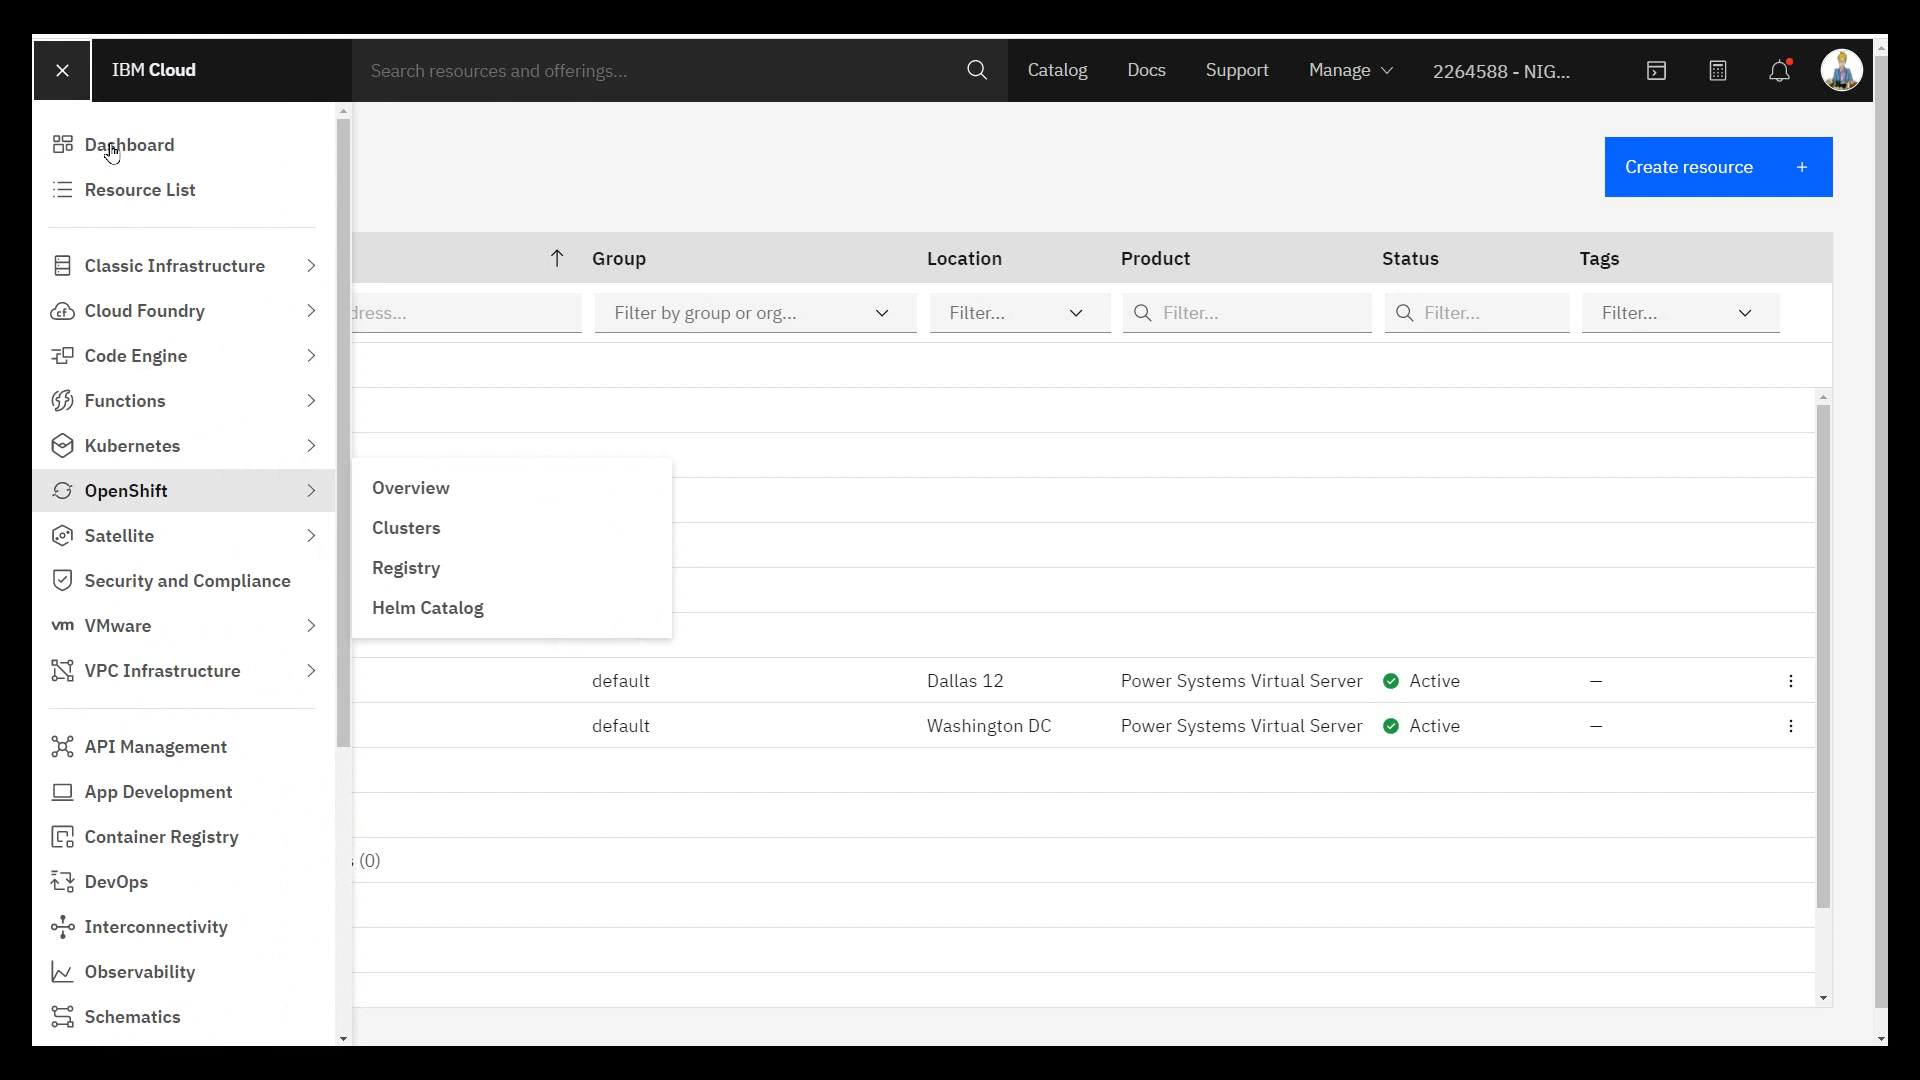 IBM Cloud
Search resources and offerings...
Catalog
Docs
Support
Manage
2264588 - NIG...
Dashboard
Resource List
Classic Infrastructure
Cloud Foundry
Code Engine
Functions
Kubernetes
OpenShift
Satellite
Security and Compliance
vm VMware
VPC Infrastructure
API Management
App Development
Container Registry
DevOps
Interconnectivity
Observability
Schematics
Overview
Clusters
Registry
Helm Catalog
Create resource +
Group Location Product Status Tags
dress... Filter by group or org... Filter... Filter... Filter... Filter...
default Dallas 12 Power Systems Virtual Server Active —
default Washington DC Power Systems Virtual Server Active —
s (0)